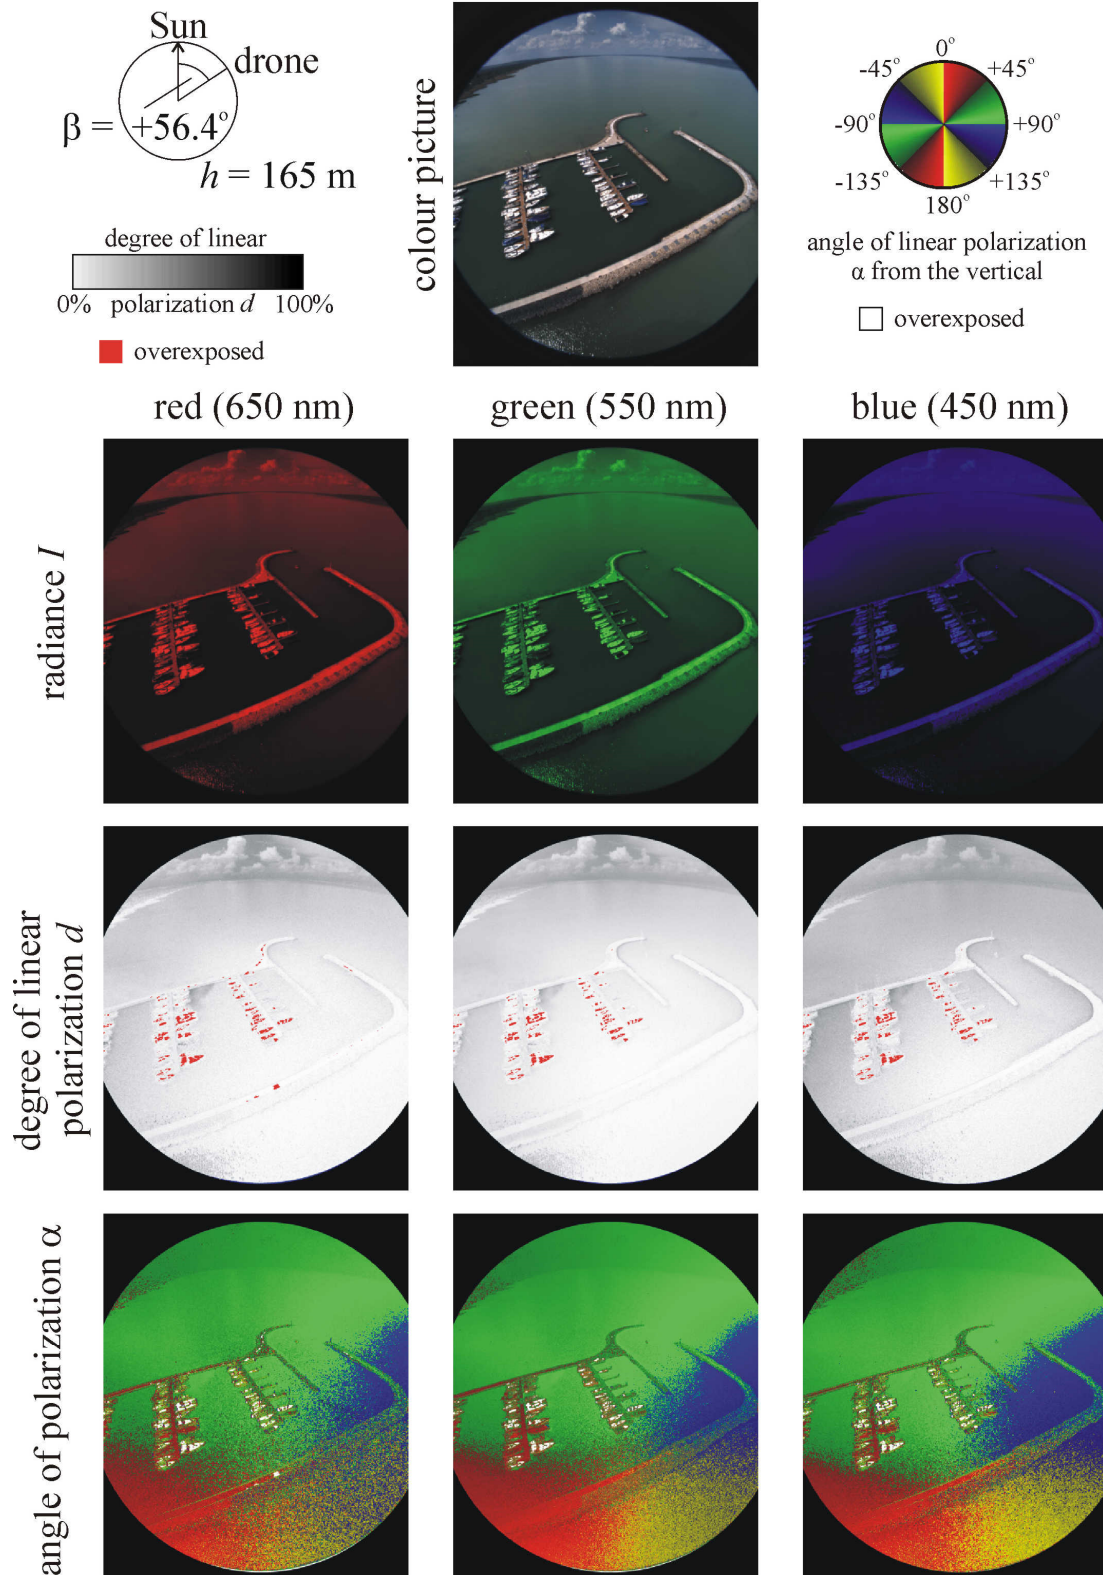 Sun
drone
β = +56.4°
h = 165 m
degree of linear
0% polarization d 100%
overexposed
colour picture
0°
-45° +45°
-90° +90°
-135° +135°
180°
angle of linear polarization
α from the vertical
overexposed
red (650 nm) green (550 nm) blue (450 nm)
radiance I
degree of linear
polarization d
angle of polarization α